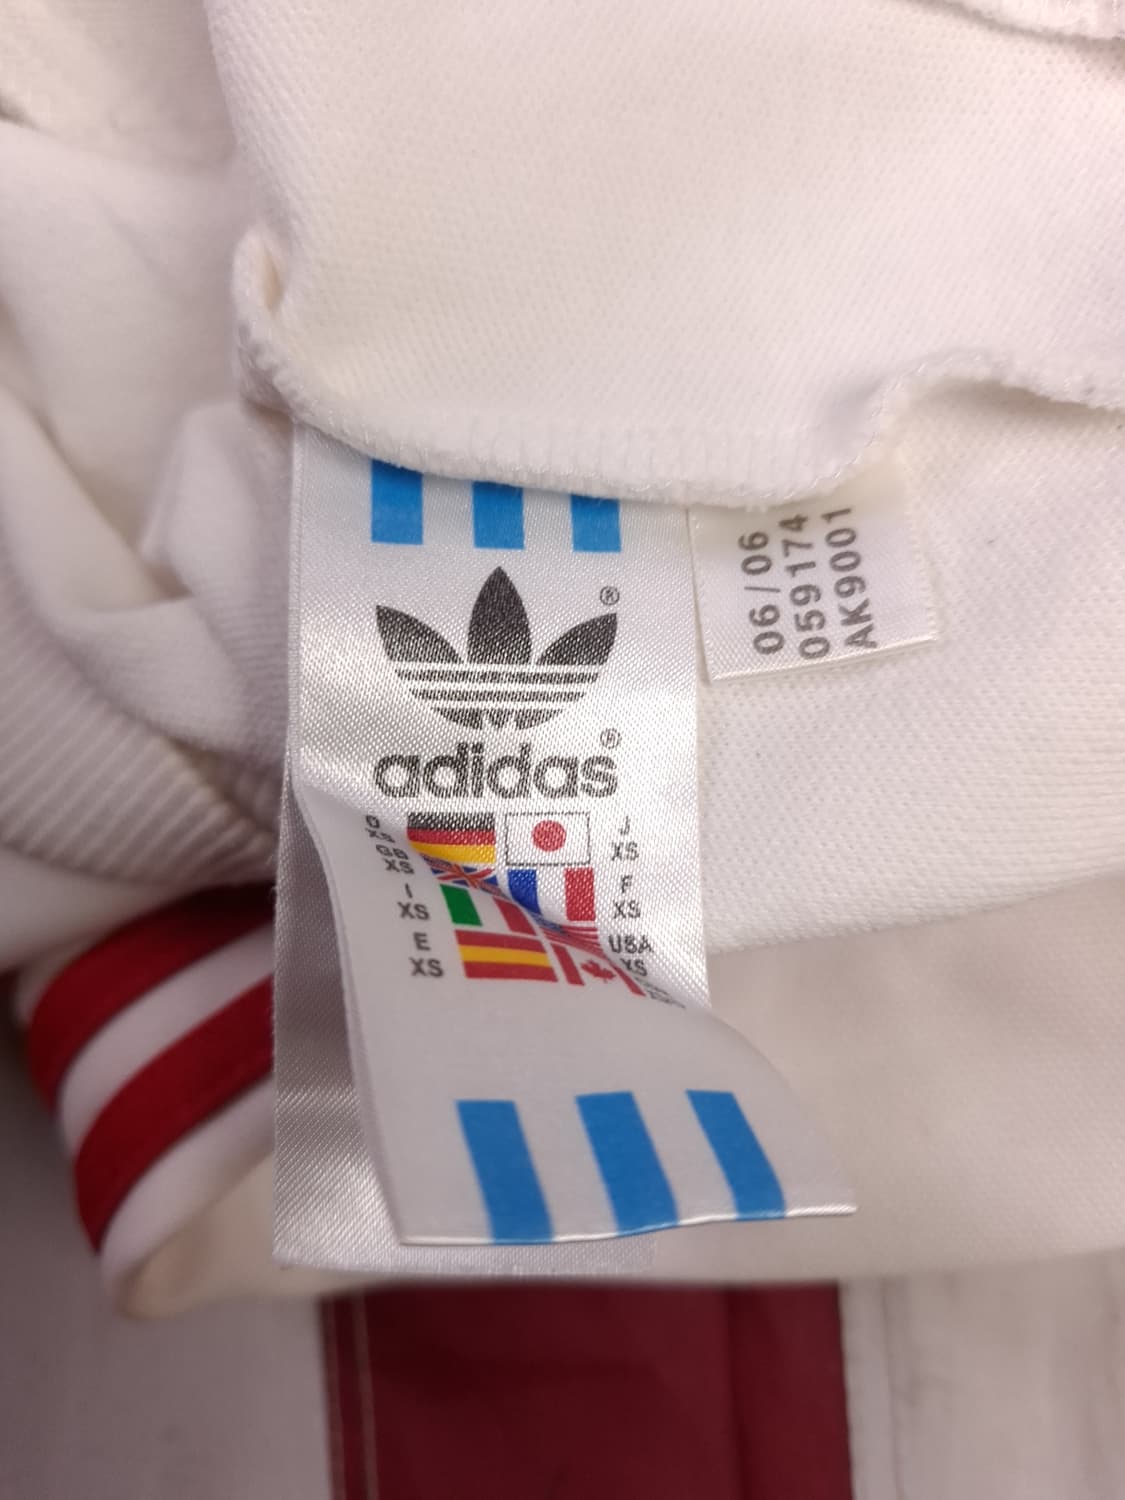 ®
adidas®
D
XS
GB
XS
I
XS
E
XS
J
XS
F
XS
USA
XS
06/06
059174
AK9001